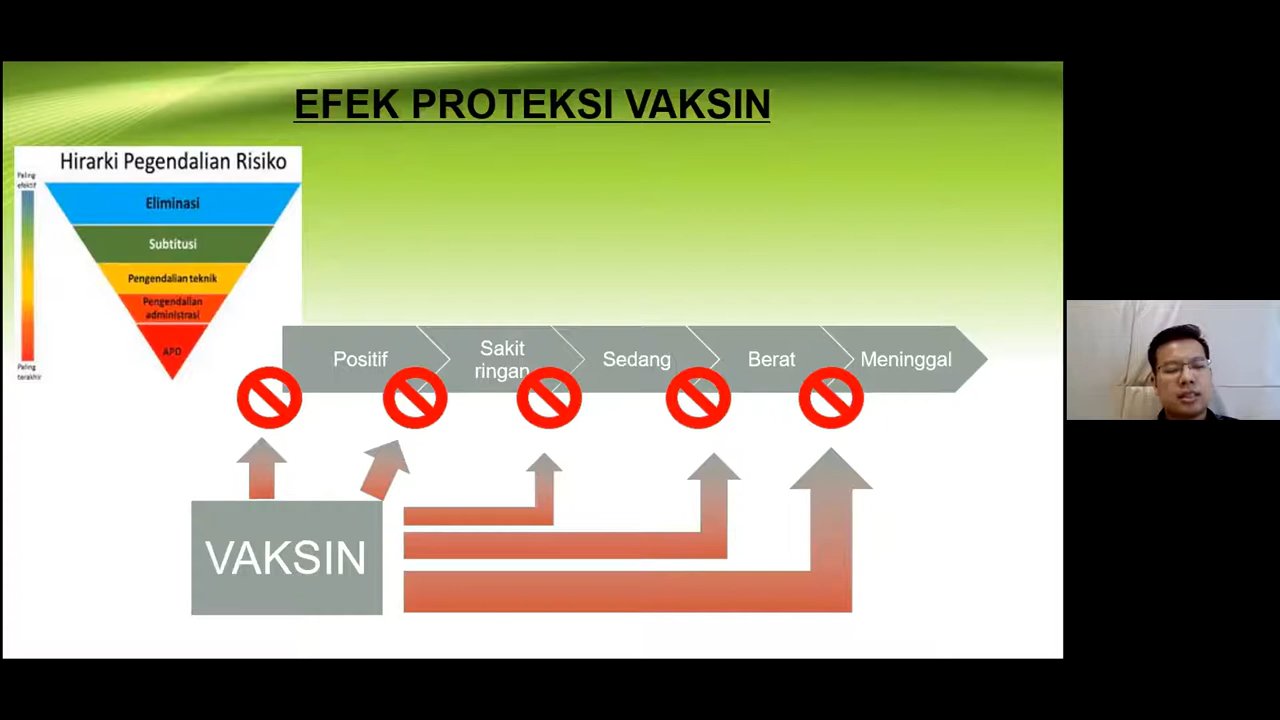 EFEK PROTEKSI VAKSIN
Hirarki Pegendalian Risiko
Paling
efektif
Eliminasi
Subtitusi
Pengendalian teknik
Pengendalian
administrasi
APD
Paling
terakhir
Positif
Sakit
ringan
Sedang
Berat
Meninggal
VAKSIN